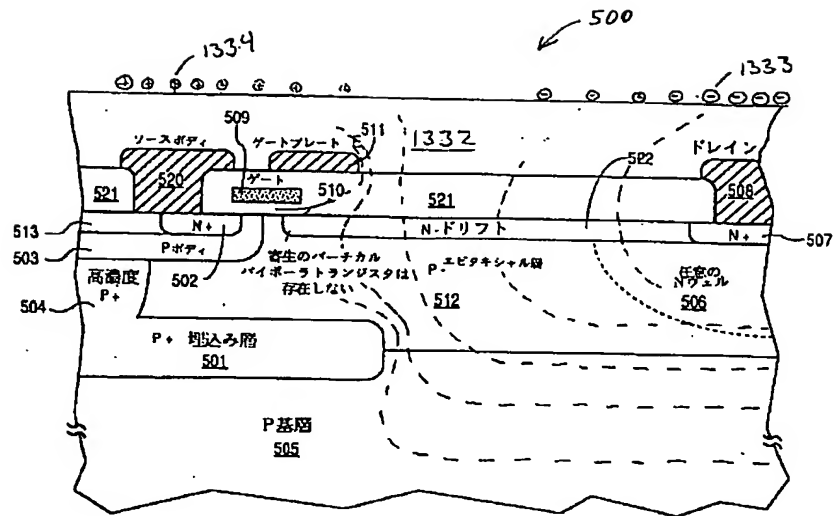 500
1334
1333
509
ソースボディ
ゲートプレート
511
1332
ドレイン
522
521
520
ゲート
510
521
508
513
N+
N-ドリフト
N+
507
503
Pボディ
502
寄生のバーチカル
バイポーラトランジスタは
存在しない
P-
エピタキシャル層
512
任意の
Nウェル
506
高濃度
P+
504
P+ 埋込み層
501
P基層
505